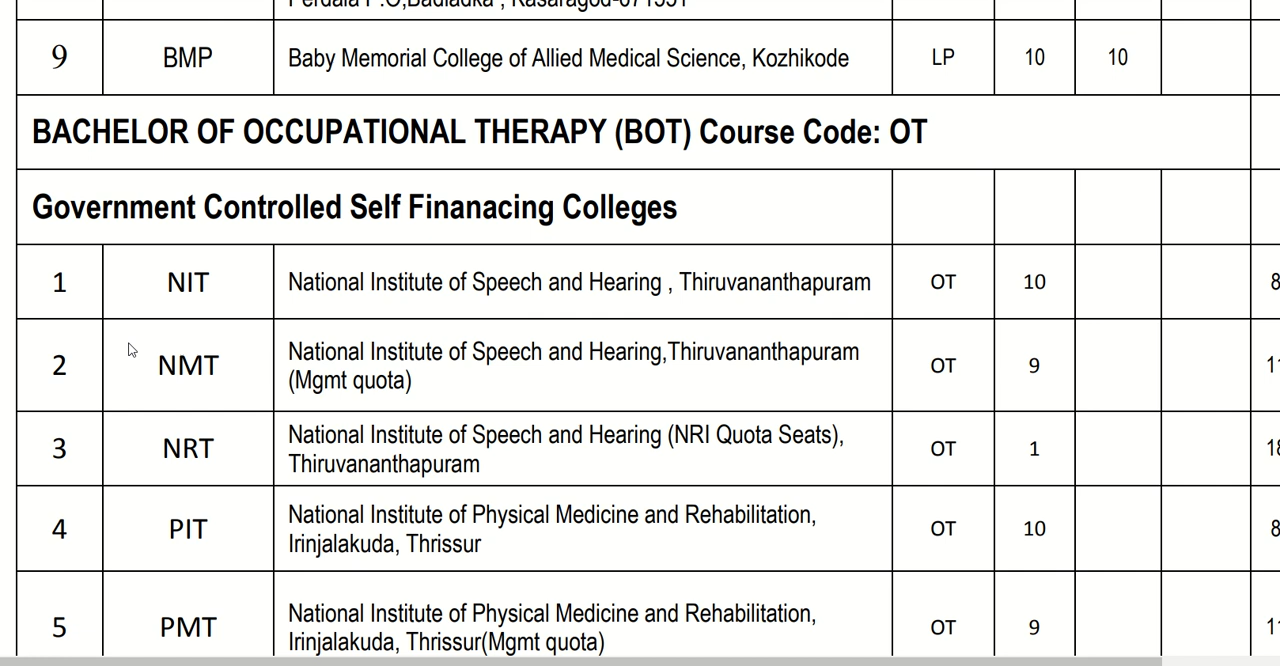 9 BMP Baby Memorial College of Allied Medical Science, Kozhikode LP 10 10
BACHELOR OF OCCUPATIONAL THERAPY (BOT) Course Code: OT
Government Controlled Self Finanacing Colleges
1 NIT National Institute of Speech and Hearing , Thiruvananthapuram OT 10
2 NMT National Institute of Speech and Hearing,Thiruvananthapuram
(Mgmt quota) OT 9
3 NRT National Institute of Speech and Hearing (NRI Quota Seats),
Thiruvananthapuram OT 1
4 PIT National Institute of Physical Medicine and Rehabilitation,
Irinjalakuda, Thrissur OT 10
5 PMT National Institute of Physical Medicine and Rehabilitation,
Irinjalakuda, Thrissur(Mgmt quota) OT 9